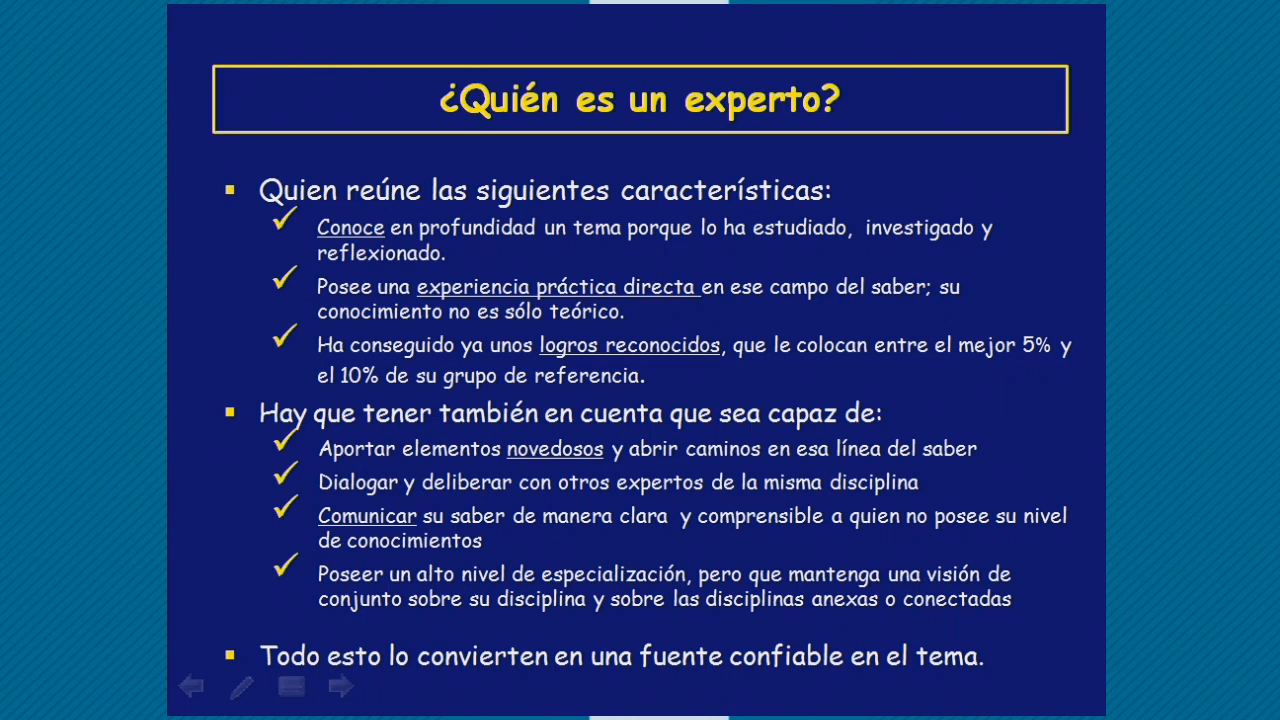 ¿Quién es un experto?
Quien reúne las siguientes características:
Conoce en profundidad un tema porque lo ha estudiado, investigado y
reflexionado.
Posee una experiencia práctica directa en ese campo del saber; su
conocimiento no es sólo teórico.
Ha conseguido ya unos logros reconocidos, que le colocan entre el mejor 5% y
el 10% de su grupo de referencia.
Hay que tener también en cuenta que sea capaz de:
Aportar elementos novedosos y abrir caminos en esa línea del saber
Dialogar y deliberar con otros expertos de la misma disciplina
Comunicar su saber de manera clara y comprensible a quien no posee su nivel
de conocimientos
Poseer un alto nivel de especialización, pero que mantenga una visión de
conjunto sobre su disciplina y sobre las disciplinas anexas o conectadas
Todo esto lo convierten en una fuente confiable en el tema.